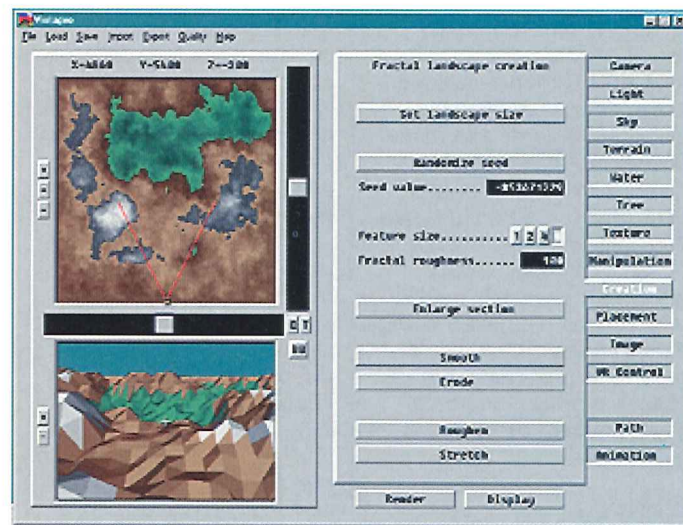 File Load Save Import Export Quality Help
Fractal landscape creation
Set landscape size
Randomize seed
Seed value........
Feature size..........
Fractal roughness...... 100
Enlarge section
Smooth
Erode
Roughen
Stretch
Render Display
Camera
Light
Sky
Terrain
Water
Tree
Texture
Manipulation
Creation
Placement
Image
VR Control
Path
Animation